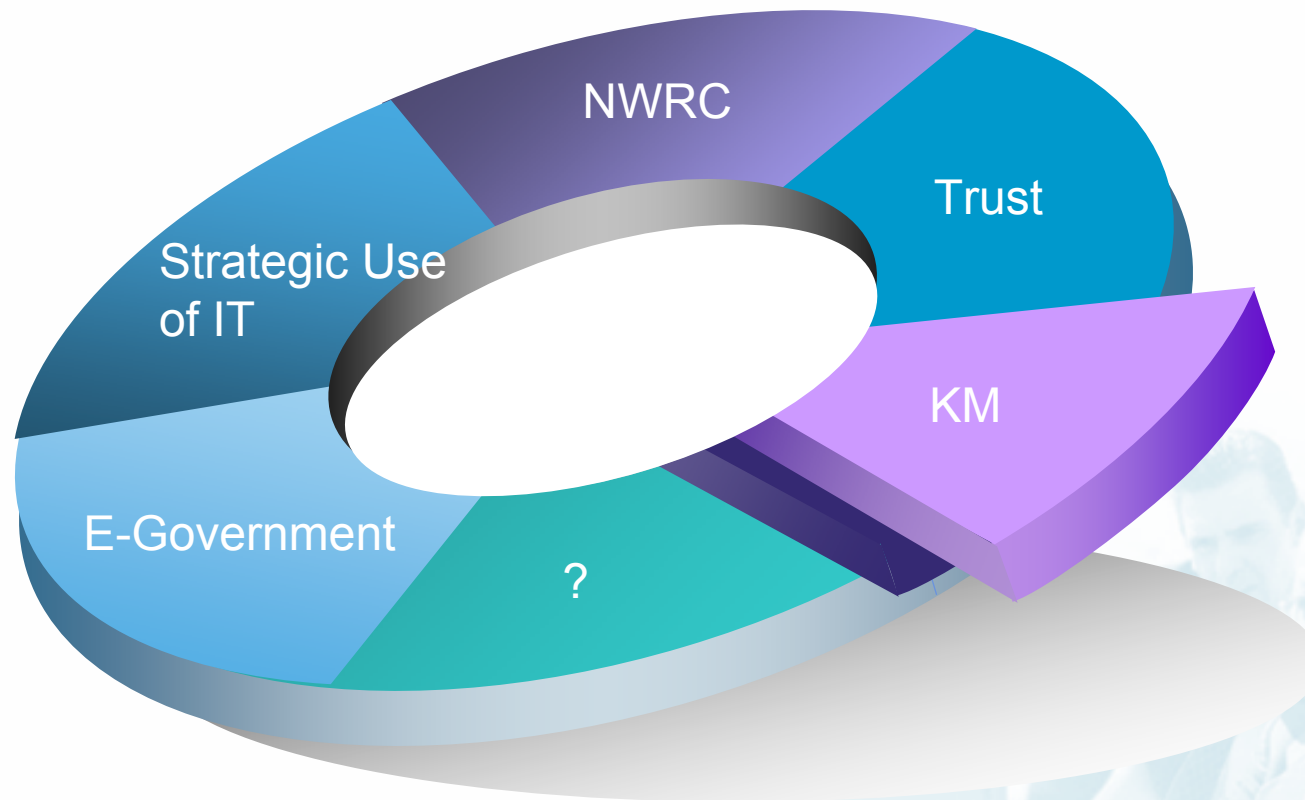 NWRC
Trust
Strategic Use
of IT
KM
E-Government
?